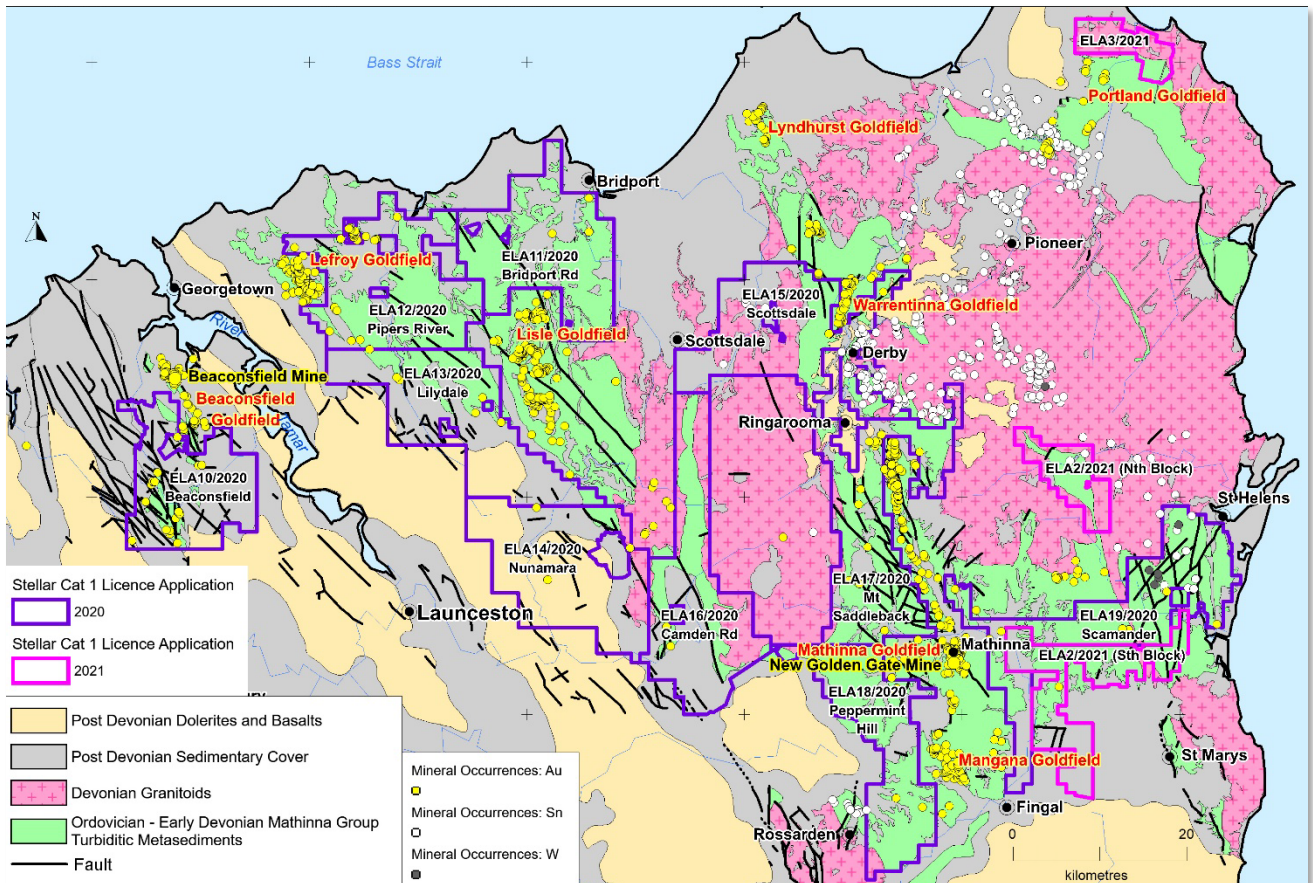 ELA3/2021
Bass Strait
Portland Goldfield
Lyndhurst Goldfield
Bridport
N
Pioneer
Lefroy Goldfield
ELA11/2020
Bridport Rd
Georgetown
ELA12/2020
Pipers River
ELA15/2020
Scottsdale
Warrentinna Goldfield
River
Lisle Goldfield
Scottsdale
Derby
Beaconsfield Mine
Beaconsfield
Goldfield
Tamar
ELA13/2020
Lilydale
Ringarooma
ELA10/2020
Beaconsfield
ELA2/2021 (Nth Block)
St Helens
ELA14/2020
Nunamara
ELA17/2020
Mt
Saddleback
Launceston
ELA16/2020
Camden Rd
ELA19/2020
Scamander
Mathinna Goldfield
Mathinna
New Golden Gate Mine
ELA2/2021 (Sth Block)
ELA18/2020
Peppermint
Hill
Mangana Goldfield
St Marys
Fingal
Rossarden
Stellar Cat 1 Licence Application
2020
Stellar Cat 1 Licence Application
2021
Post Devonian Dolerites and Basalts
Post Devonian Sedimentary Cover
Devonian Granitoids
Ordovician - Early Devonian Mathinna Group
Turbiditic Metasediments
Fault
Mineral Occurrences: Au
Mineral Occurrences: Sn
Mineral Occurrences: W
0 20
kilometres